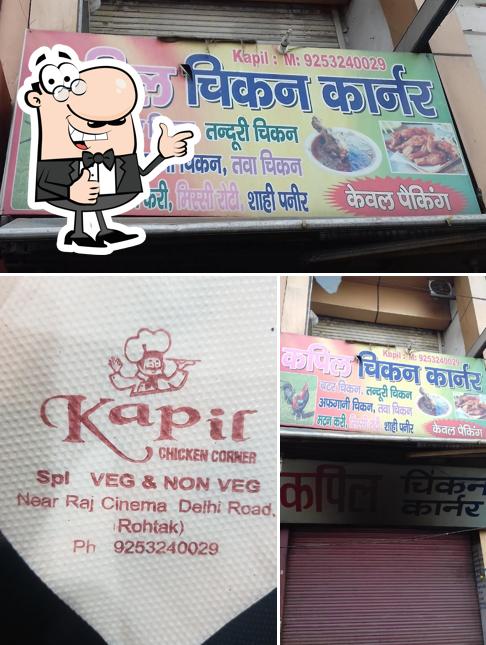 Kapil : M: 9253240029
चिकन कार्नर
तन्दूरी चिकन
चिकन, तवा चिकन
करी, मिस्सी रोटी, शाही पनीर
केवल पैकिंग
Kapil
CHICKEN CORNER
Spl VEG & NON VEG
Near Raj Cinema Delhi Road,
(Rohtak)
Ph 9253240029
Kapil : M: 9253240029
कपिल चिकन कार्नर
बटर चिकन, तन्दूरी चिकन
अफगानी चिकन, तवा चिकन
मटन करी, मिस्सी रोटी, शाही पनीर
केवल पैकिंग
कपिल चिकन
कार्नर